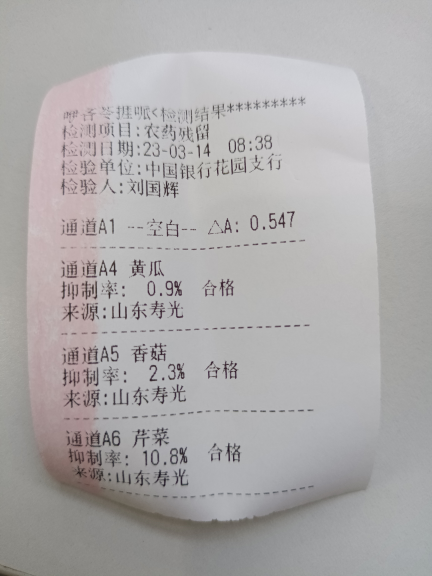 检测结果*********
检测项目:农药残留
检测日期:23-03-14 08:38
检验单位:中国银行花园支行
检验人:刘国辉
通道A1 --空白-- △A: 0.547
通道A4 黄瓜
抑制率: 0.9% 合格
来源:山东寿光
通道A5 香菇
抑制率: 2.3% 合格
来源:山东寿光
通道A6 芹菜
抑制率: 10.8% 合格
来源:山东寿光